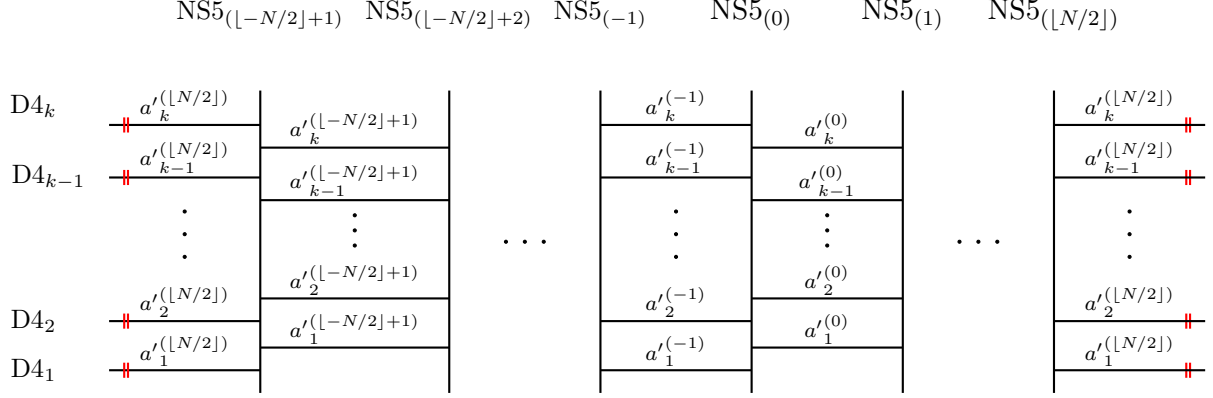 NS5_{(⌊−N/2⌋+1)} NS5_{(⌊−N/2⌋+2)} NS5_{(−1)} NS5_{(0)} NS5_{(1)} NS5_{(⌊N/2⌋)}
D4_k a'_k^{(⌊N/2⌋)} a'_k^{(⌊−N/2⌋+1)} a'_k^{(−1)} a'_k^{(0)} a'_k^{(⌊N/2⌋)}
D4_{k−1} a'_{k−1}^{(⌊N/2⌋)} a'_{k−1}^{(⌊−N/2⌋+1)} a'_{k−1}^{(−1)} a'_{k−1}^{(0)} a'_{k−1}^{(⌊N/2⌋)}
D4_2 a'_2^{(⌊N/2⌋)} a'_2^{(⌊−N/2⌋+1)} a'_2^{(−1)} a'_2^{(0)} a'_2^{(⌊N/2⌋)}
D4_1 a'_1^{(⌊N/2⌋)} a'_1^{(⌊−N/2⌋+1)} a'_1^{(−1)} a'_1^{(0)} a'_1^{(⌊N/2⌋)}